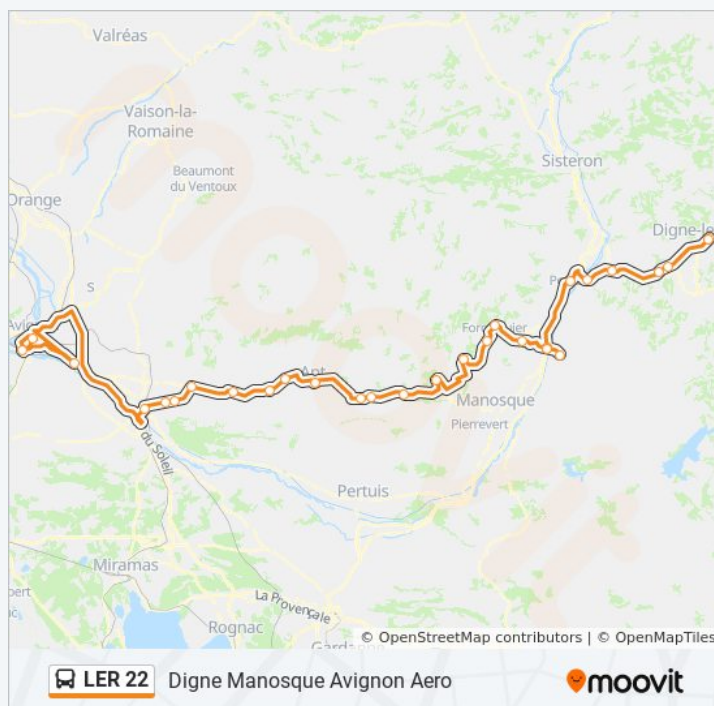 Valréas
Vaison-la-
Romaine
Beaumont
du Ventoux
Sisteron
Orange
Digne-le
S
Apt
Manosque
Pierrevert
du Soleil
Pertuis
Miramas
La Provençale
Rognac
© OpenStreetMap contributors | © OpenMapTiles
LER 22
Digne Manosque Avignon Aero
moovit